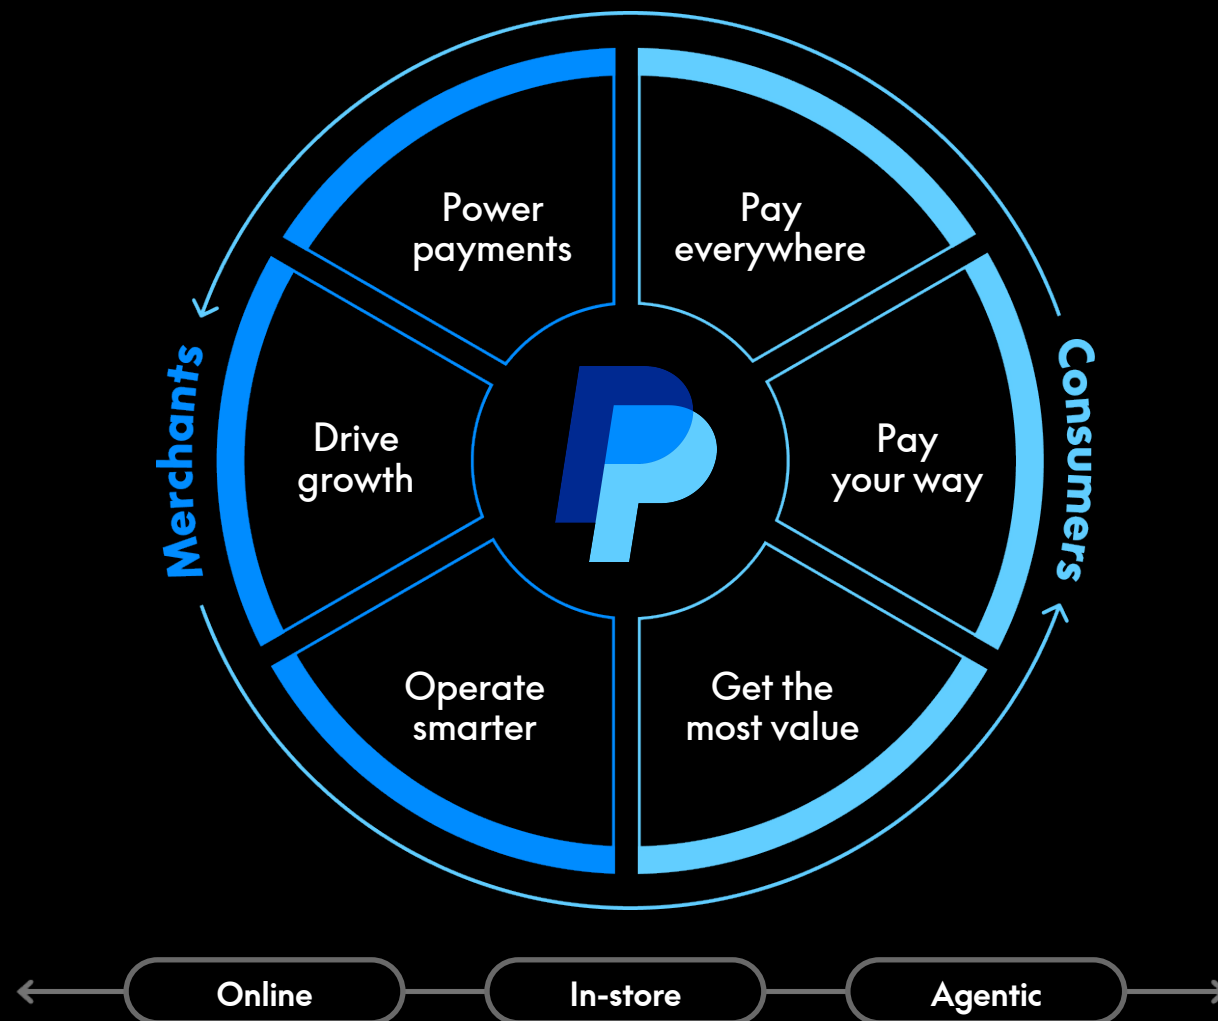 Power
payments
Pay
everywhere
Merchants
Drive
growth
Pay
your way
Consumers
Operate
smarter
Get the
most value
Online
In-store
Agentic